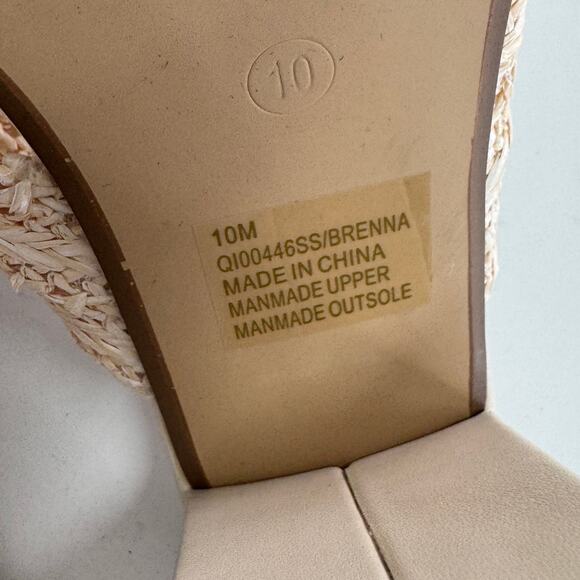 10
10M
QI00446SS/BRENNA
MADE IN CHINA
MANMADE UPPER
MANMADE OUTSOLE